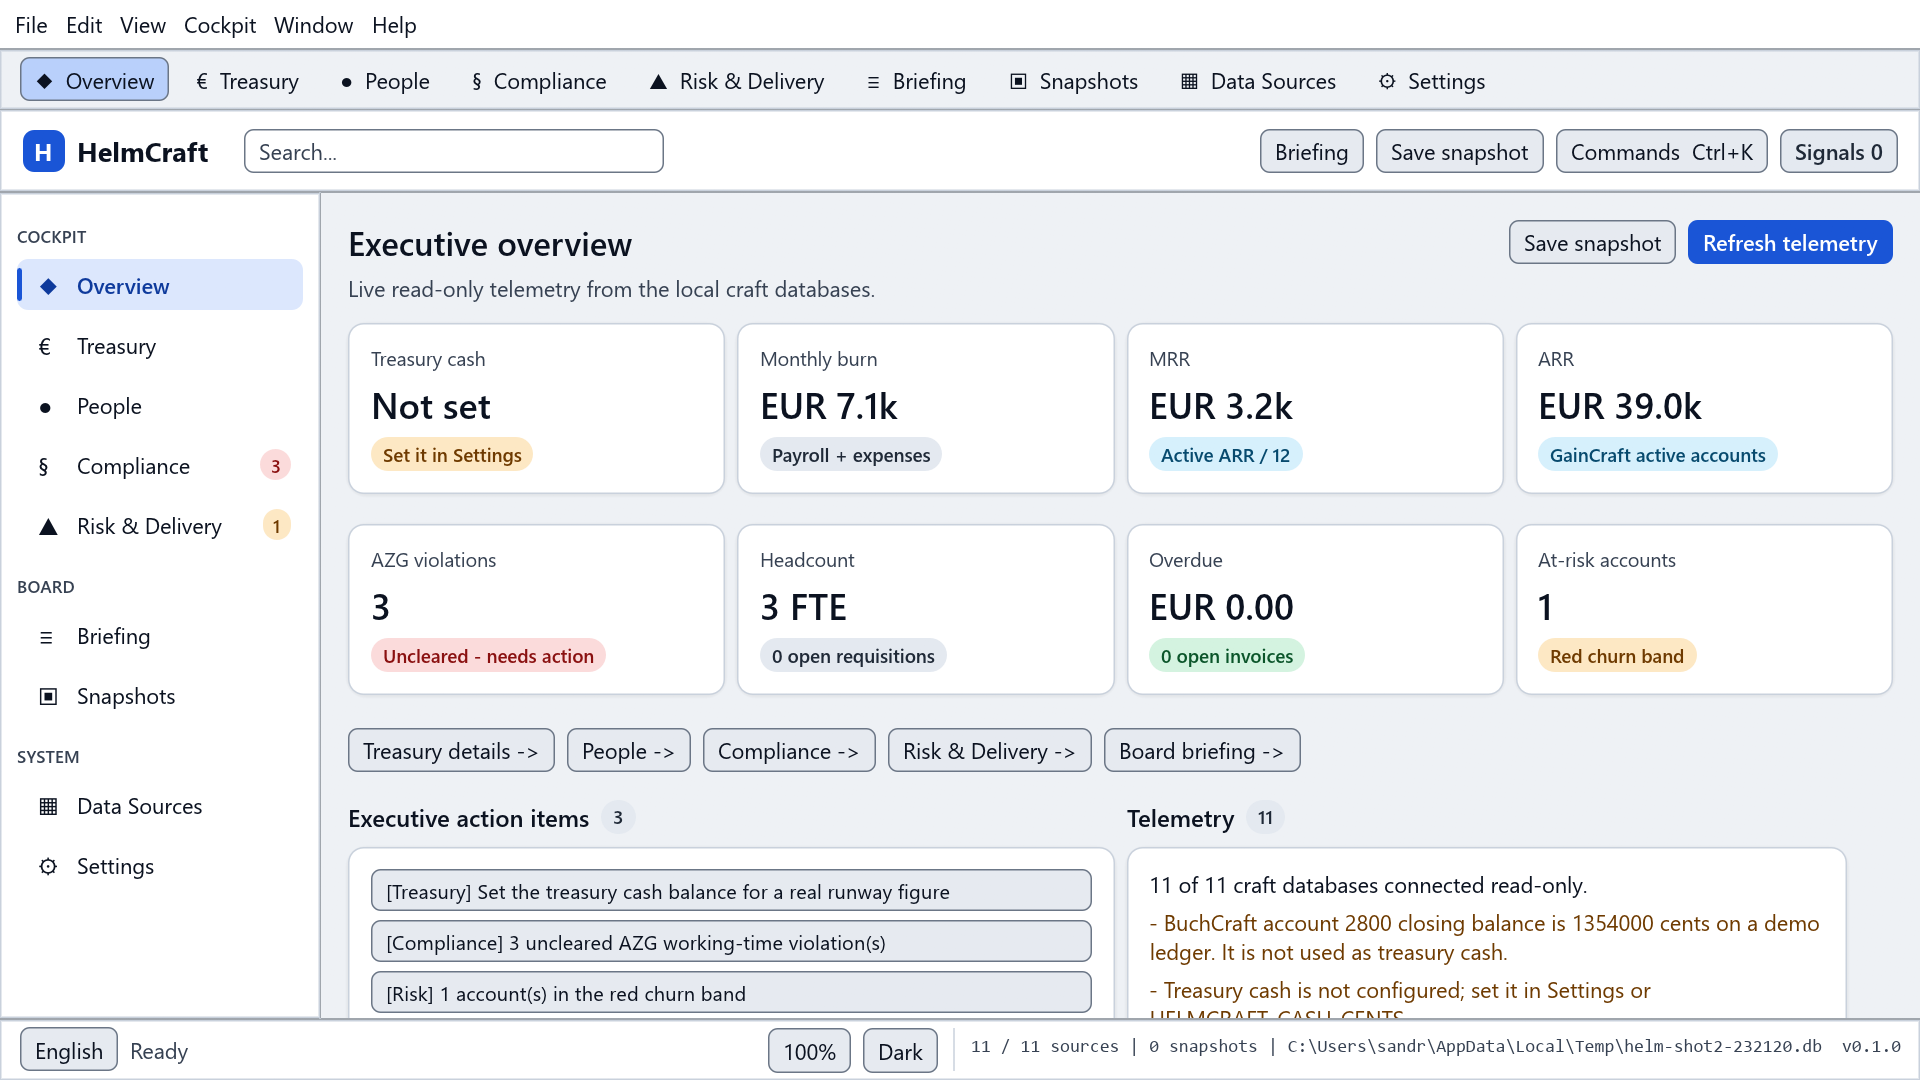 File Edit View Cockpit Window Help
◆ Overview € Treasury ● People § Compliance ▲ Risk & Delivery ≡ Briefing ▣ Snapshots ▦ Data Sources ⚙ Settings
H HelmCraft Search... Briefing Save snapshot Commands Ctrl+K Signals 0
COCKPIT
◆ Overview
€ Treasury
● People
§ Compliance 3
▲ Risk & Delivery 1
BOARD
≡ Briefing
▣ Snapshots
SYSTEM
▦ Data Sources
⚙ Settings
Executive overview
Save snapshot Refresh telemetry
Live read-only telemetry from the local craft databases.
Treasury cash
Not set
Set it in Settings
Monthly burn
EUR 7.1k
Payroll + expenses
MRR
EUR 3.2k
Active ARR / 12
ARR
EUR 39.0k
GainCraft active accounts
AZG violations
3
Uncleared - needs action
Headcount
3 FTE
0 open requisitions
Overdue
EUR 0.00
0 open invoices
At-risk accounts
1
Red churn band
Treasury details -> People -> Compliance -> Risk & Delivery -> Board briefing ->
Executive action items 3
[Treasury] Set the treasury cash balance for a real runway figure
[Compliance] 3 uncleared AZG working-time violation(s)
[Risk] 1 account(s) in the red churn band
Telemetry 11
11 of 11 craft databases connected read-only.
- BuchCraft account 2800 closing balance is 1354000 cents on a demo
ledger. It is not used as treasury cash.
- Treasury cash is not configured; set it in Settings or
HELMCRAFT_CASH_CENTS
English Ready 100% Dark 11 / 11 sources | 0 snapshots | C:\Users\sandr\AppData\Local\Temp\helm-shot2-232120.db v0.1.0